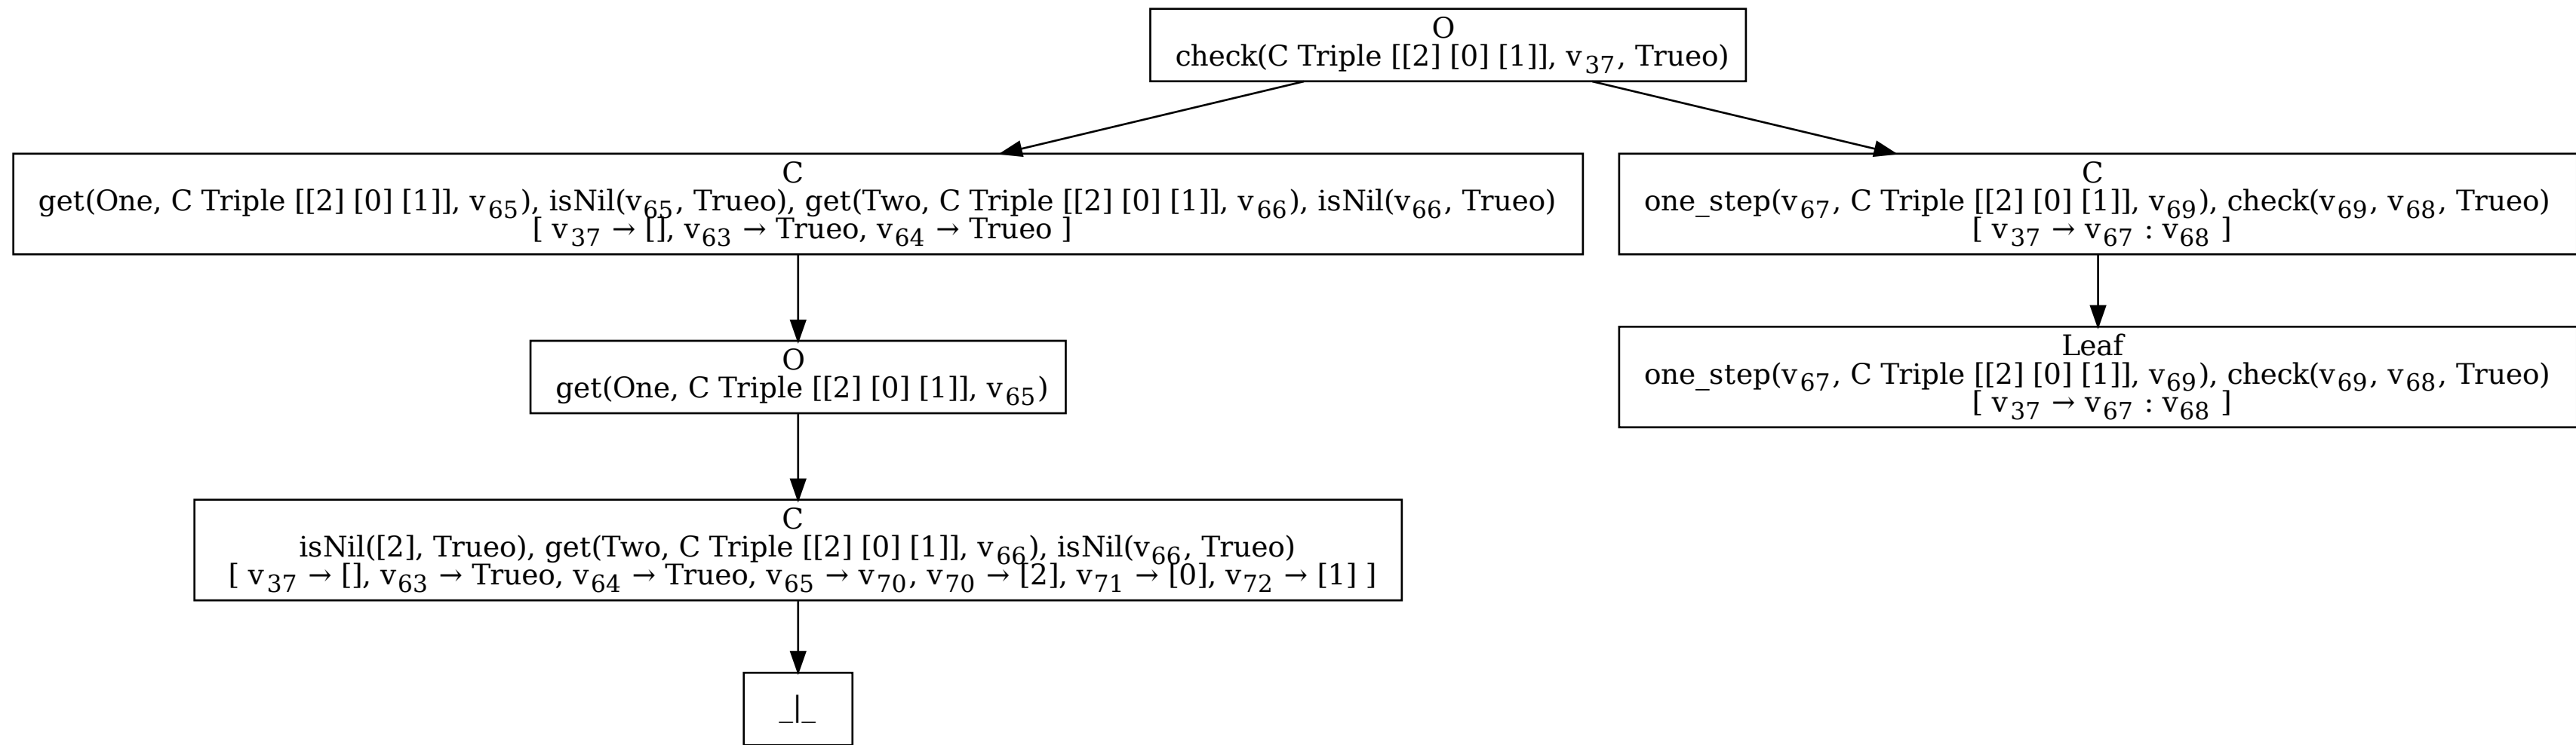 O
check(C Triple [[2] [0] [1]], v37, Trueo)
C
get(One, C Triple [[2] [0] [1]], v65), isNil(v65, Trueo), get(Two, C Triple [[2] [0] [1]], v66), isNil(v66, Trueo)
[ v37 → [], v63 → Trueo, v64 → Trueo ]
C
one_step(v67, C Triple [[2] [0] [1]], v69), check(v69, v68, Trueo)
[ v37 → v67 : v68 ]
O
get(One, C Triple [[2] [0] [1]], v65)
Leaf
one_step(v67, C Triple [[2] [0] [1]], v69), check(v69, v68, Trueo)
[ v37 → v67 : v68 ]
C
isNil([2], Trueo), get(Two, C Triple [[2] [0] [1]], v66), isNil(v66, Trueo)
[ v37 → [], v63 → Trueo, v64 → Trueo, v65 → v70, v70 → [2], v71 → [0], v72 → [1] ]
_|_